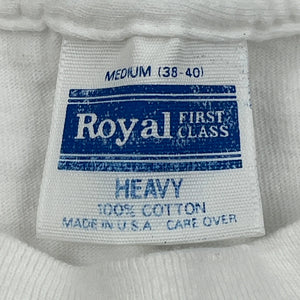 MEDIUM (38-40)
Royal FIRST CLASS
HEAVY
100% COTTON
MADE IN U.S.A. CARE OVER